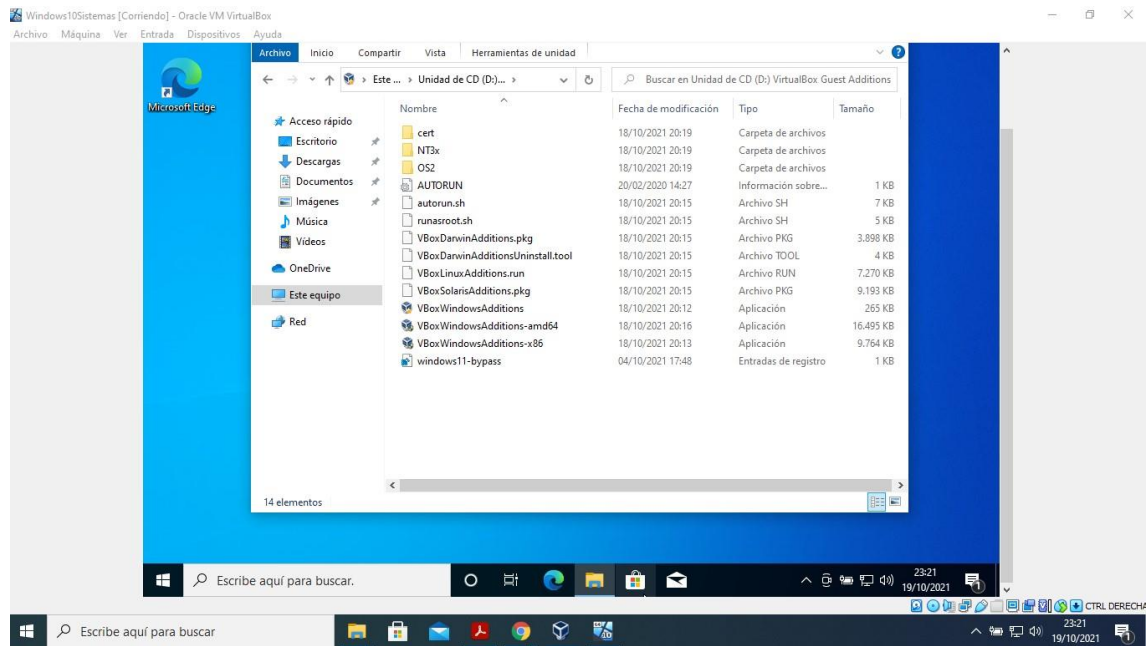 Windows10Sistemas [Corriendo] - Oracle VM VirtualBox
Archivo Máquina Ver Entrada Dispositivos Ayuda
Archivo Inicio Compartir Vista Herramientas de unidad
Este ... › Unidad de CD (D:)... ›
Buscar en Unidad de CD (D:) VirtualBox Guest Additions
Microsoft Edge
Acceso rápido
Escritorio
Descargas
Documentos
Imágenes
Música
Vídeos
OneDrive
Este equipo
Red
Nombre Fecha de modificación Tipo Tamaño
cert 18/10/2021 20:19 Carpeta de archivos
NT3x 18/10/2021 20:19 Carpeta de archivos
OS2 18/10/2021 20:19 Carpeta de archivos
AUTORUN 20/02/2020 14:27 Información sobre... 1 KB
autorun.sh 18/10/2021 20:15 Archivo SH 7 KB
runasroot.sh 18/10/2021 20:15 Archivo SH 5 KB
VBoxDarwinAdditions.pkg 18/10/2021 20:15 Archivo PKG 3.898 KB
VBoxDarwinAdditionsUninstall.tool 18/10/2021 20:15 Archivo TOOL 4 KB
VBoxLinuxAdditions.run 18/10/2021 20:15 Archivo RUN 7.270 KB
VBoxSolarisAdditions.pkg 18/10/2021 20:15 Archivo PKG 9.193 KB
VBoxWindowsAdditions 18/10/2021 20:12 Aplicación 265 KB
VBoxWindowsAdditions-amd64 18/10/2021 20:16 Aplicación 16.495 KB
VBoxWindowsAdditions-x86 18/10/2021 20:13 Aplicación 9.764 KB
windows11-bypass 04/10/2021 17:48 Entradas de registro 1 KB
14 elementos
Escribe aquí para buscar.
23:21
19/10/2021
1
CTRL DERECHA
Escribe aquí para buscar
23:21
19/10/2021
1